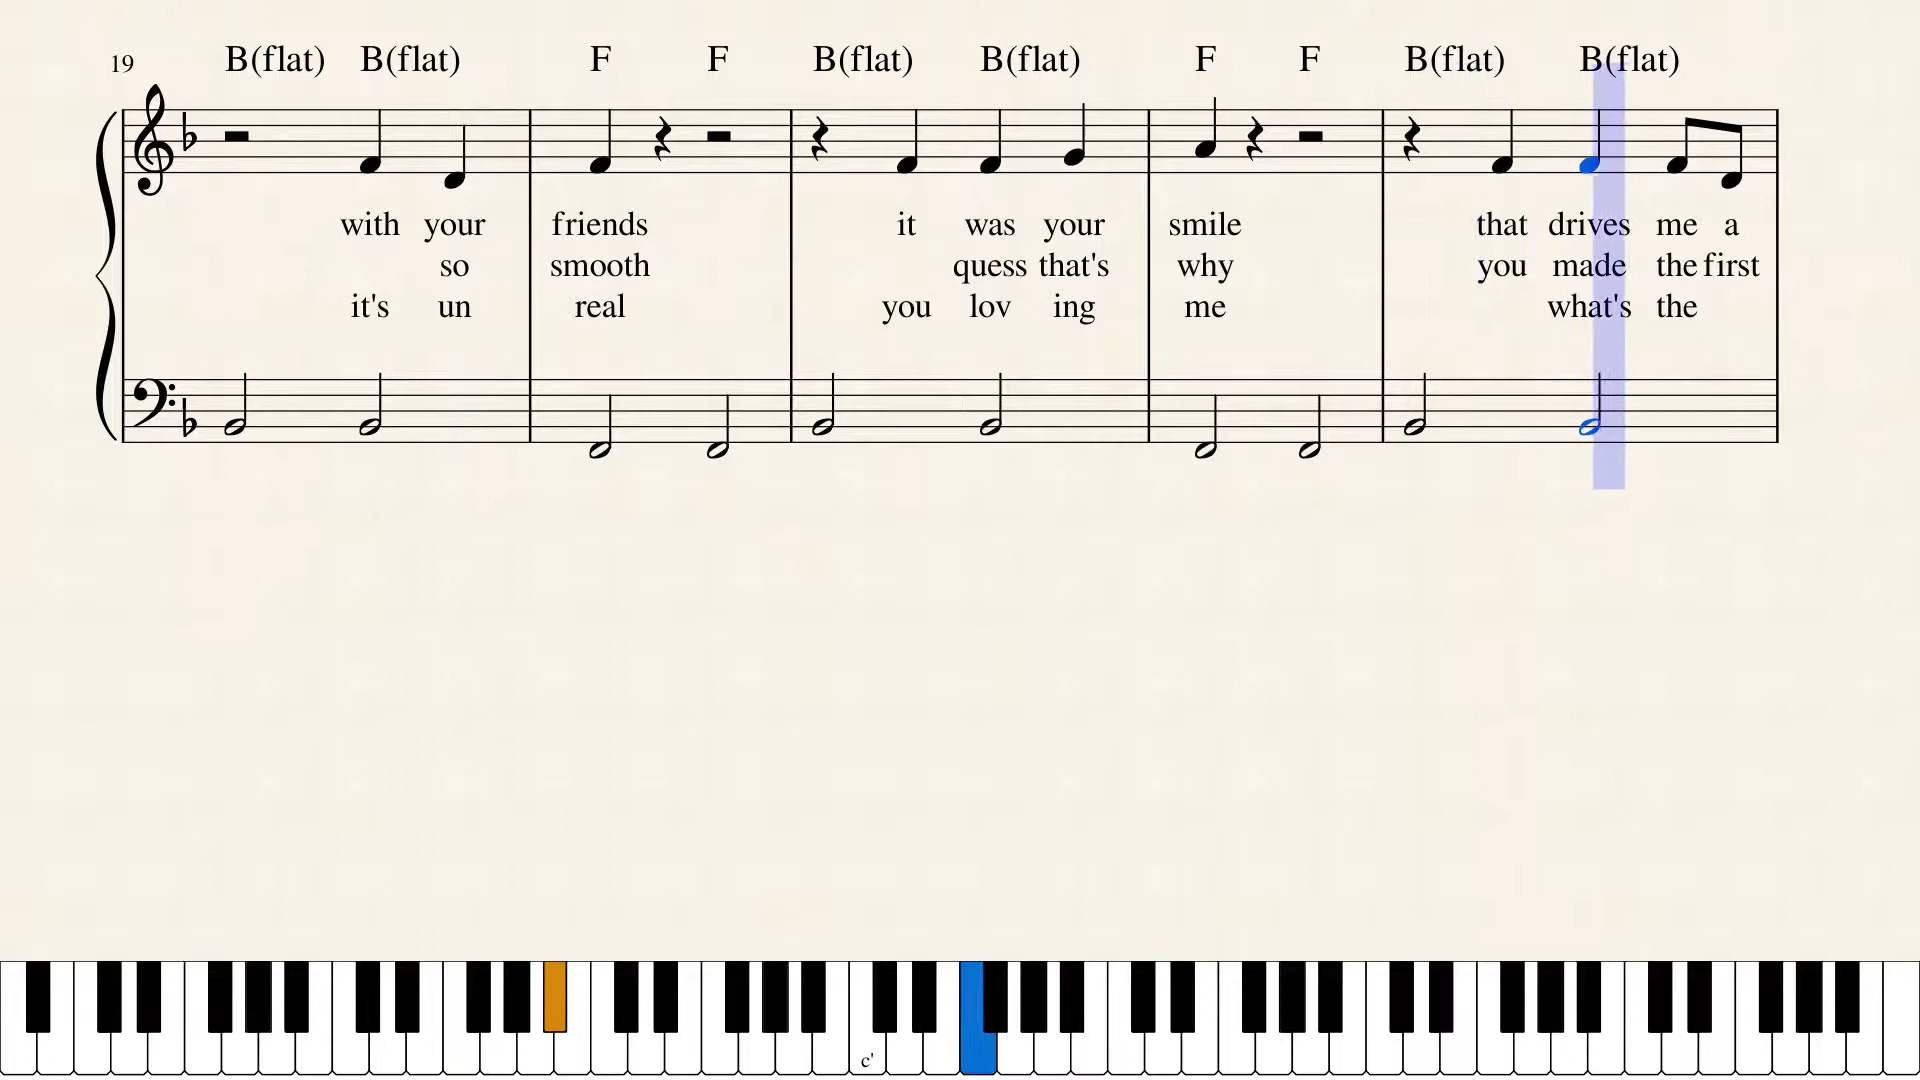 19 B(flat) B(flat) F F B(flat) B(flat) F F B(flat) B(flat)
with your friends it was your smile that drives me a
so smooth quess that's why you made the first
it's un real you lov ing me what's the
c'